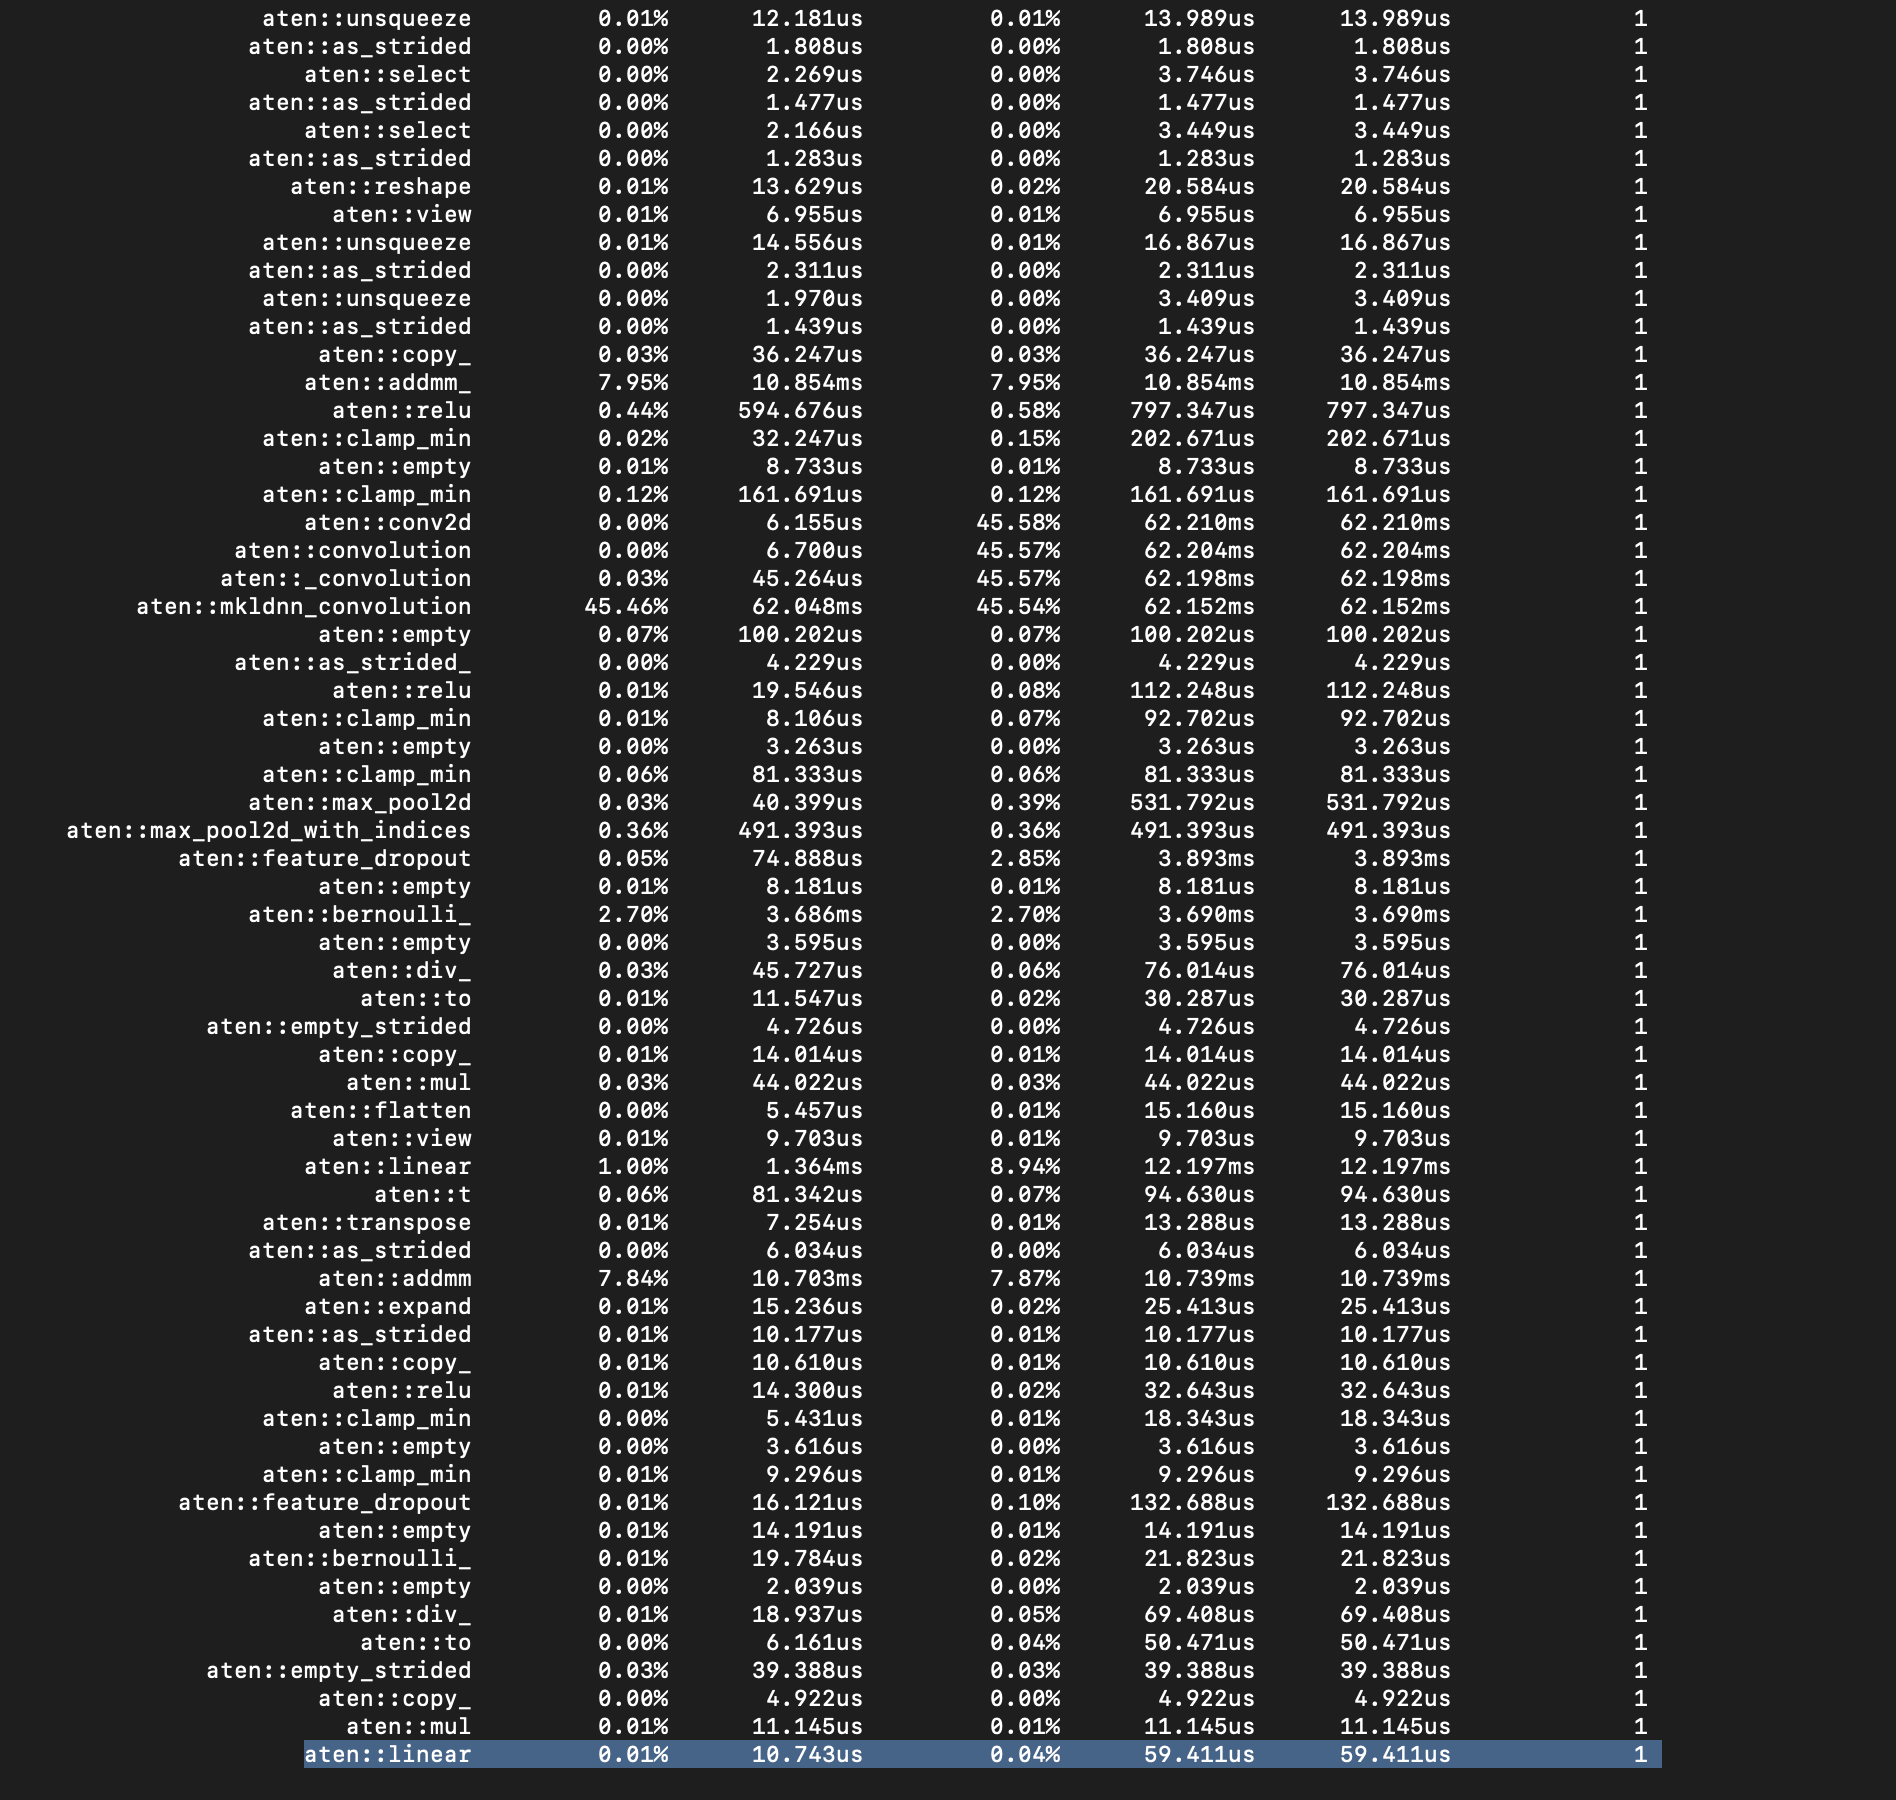 aten::unsqueeze 0.01% 12.181us 0.01% 13.989us 13.989us 1
aten::as_strided 0.00% 1.808us 0.00% 1.808us 1.808us 1
aten::select 0.00% 2.269us 0.00% 3.746us 3.746us 1
aten::as_strided 0.00% 1.477us 0.00% 1.477us 1.477us 1
aten::select 0.00% 2.166us 0.00% 3.449us 3.449us 1
aten::as_strided 0.00% 1.283us 0.00% 1.283us 1.283us 1
aten::reshape 0.01% 13.629us 0.02% 20.584us 20.584us 1
aten::view 0.01% 6.955us 0.01% 6.955us 6.955us 1
aten::unsqueeze 0.01% 14.556us 0.01% 16.867us 16.867us 1
aten::as_strided 0.00% 2.311us 0.00% 2.311us 2.311us 1
aten::unsqueeze 0.00% 1.970us 0.00% 3.409us 3.409us 1
aten::as_strided 0.00% 1.439us 0.00% 1.439us 1.439us 1
aten::copy_ 0.03% 36.247us 0.03% 36.247us 36.247us 1
aten::addmm_ 7.95% 10.854ms 7.95% 10.854ms 10.854ms 1
aten::relu 0.44% 594.676us 0.58% 797.347us 797.347us 1
aten::clamp_min 0.02% 32.247us 0.15% 202.671us 202.671us 1
aten::empty 0.01% 8.733us 0.01% 8.733us 8.733us 1
aten::clamp_min 0.12% 161.691us 0.12% 161.691us 161.691us 1
aten::conv2d 0.00% 6.155us 45.58% 62.210ms 62.210ms 1
aten::convolution 0.00% 6.700us 45.57% 62.204ms 62.204ms 1
aten::_convolution 0.03% 45.264us 45.57% 62.198ms 62.198ms 1
aten::mkldnn_convolution 45.46% 62.048ms 45.54% 62.152ms 62.152ms 1
aten::empty 0.07% 100.202us 0.07% 100.202us 100.202us 1
aten::as_strided_ 0.00% 4.229us 0.00% 4.229us 4.229us 1
aten::relu 0.01% 19.546us 0.08% 112.248us 112.248us 1
aten::clamp_min 0.01% 8.106us 0.07% 92.702us 92.702us 1
aten::empty 0.00% 3.263us 0.00% 3.263us 3.263us 1
aten::clamp_min 0.06% 81.333us 0.06% 81.333us 81.333us 1
aten::max_pool2d 0.03% 40.399us 0.39% 531.792us 531.792us 1
aten::max_pool2d_with_indices 0.36% 491.393us 0.36% 491.393us 491.393us 1
aten::feature_dropout 0.05% 74.888us 2.85% 3.893ms 3.893ms 1
aten::empty 0.01% 8.181us 0.01% 8.181us 8.181us 1
aten::bernoulli_ 2.70% 3.686ms 2.70% 3.690ms 3.690ms 1
aten::empty 0.00% 3.595us 0.00% 3.595us 3.595us 1
aten::div_ 0.03% 45.727us 0.06% 76.014us 76.014us 1
aten::to 0.01% 11.547us 0.02% 30.287us 30.287us 1
aten::empty_strided 0.00% 4.726us 0.00% 4.726us 4.726us 1
aten::copy_ 0.01% 14.014us 0.01% 14.014us 14.014us 1
aten::mul 0.03% 44.022us 0.03% 44.022us 44.022us 1
aten::flatten 0.00% 5.457us 0.01% 15.160us 15.160us 1
aten::view 0.01% 9.703us 0.01% 9.703us 9.703us 1
aten::linear 1.00% 1.364ms 8.94% 12.197ms 12.197ms 1
aten::t 0.06% 81.342us 0.07% 94.630us 94.630us 1
aten::transpose 0.01% 7.254us 0.01% 13.288us 13.288us 1
aten::as_strided 0.00% 6.034us 0.00% 6.034us 6.034us 1
aten::addmm 7.84% 10.703ms 7.87% 10.739ms 10.739ms 1
aten::expand 0.01% 15.236us 0.02% 25.413us 25.413us 1
aten::as_strided 0.01% 10.177us 0.01% 10.177us 10.177us 1
aten::copy_ 0.01% 10.610us 0.01% 10.610us 10.610us 1
aten::relu 0.01% 14.300us 0.02% 32.643us 32.643us 1
aten::clamp_min 0.00% 5.431us 0.01% 18.343us 18.343us 1
aten::empty 0.00% 3.616us 0.00% 3.616us 3.616us 1
aten::clamp_min 0.01% 9.296us 0.01% 9.296us 9.296us 1
aten::feature_dropout 0.01% 16.121us 0.10% 132.688us 132.688us 1
aten::empty 0.01% 14.191us 0.01% 14.191us 14.191us 1
aten::bernoulli_ 0.01% 19.784us 0.02% 21.823us 21.823us 1
aten::empty 0.00% 2.039us 0.00% 2.039us 2.039us 1
aten::div_ 0.01% 18.937us 0.05% 69.408us 69.408us 1
aten::to 0.00% 6.161us 0.04% 50.471us 50.471us 1
aten::empty_strided 0.03% 39.388us 0.03% 39.388us 39.388us 1
aten::copy_ 0.00% 4.922us 0.00% 4.922us 4.922us 1
aten::mul 0.01% 11.145us 0.01% 11.145us 11.145us 1
aten::linear 0.01% 10.743us 0.04% 59.411us 59.411us 1